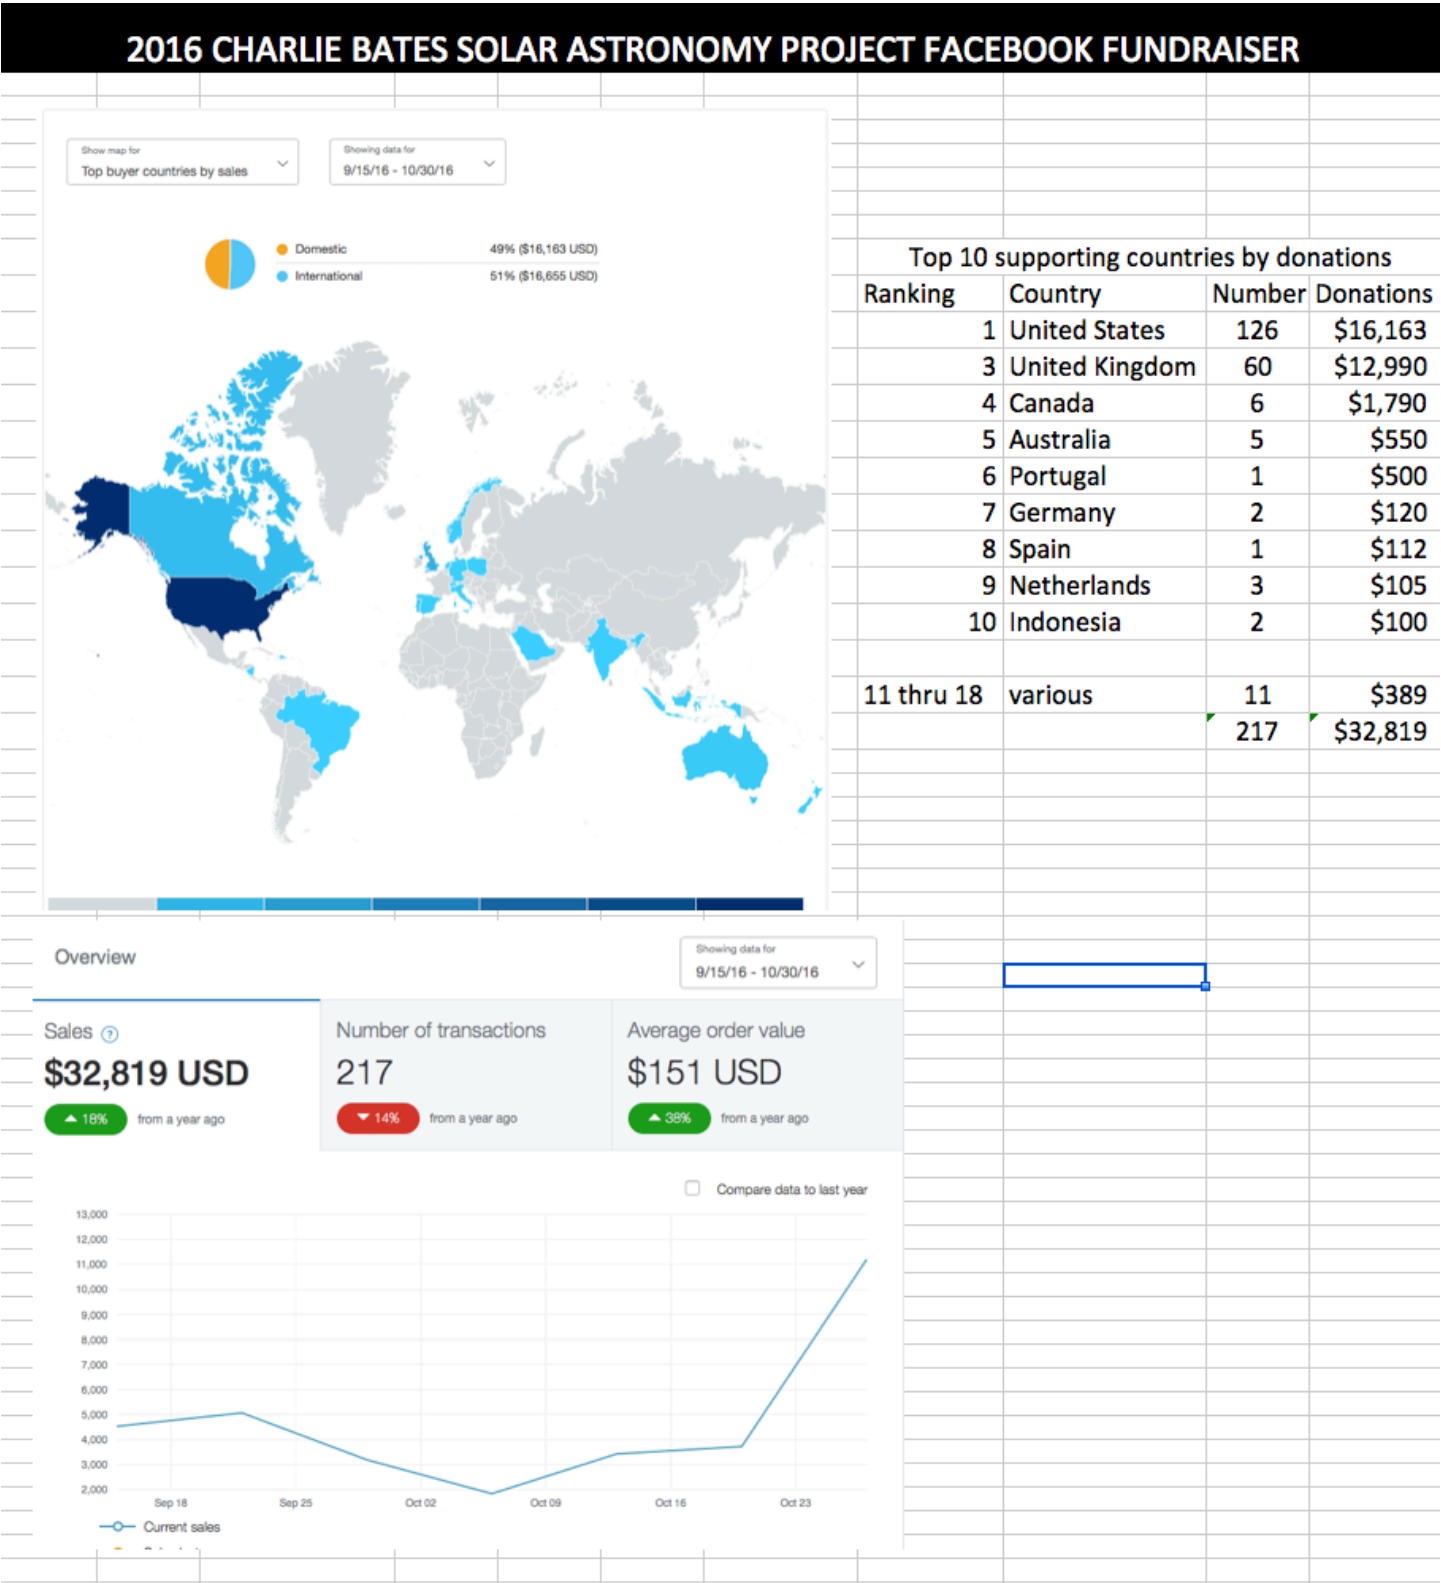 2016 CHARLIE BATES SOLAR ASTRONOMY PROJECT FACEBOOK FUNDRAISER
Show map for
Top buyer countries by sales
Showing data for
9/15/16 - 10/30/16
Domestic 49% ($16,163 USD)
International 51% ($16,655 USD)
Top 10 supporting countries by donations
Ranking Country Number Donations
1 United States 126 $16,163
3 United Kingdom 60 $12,990
4 Canada 6 $1,790
5 Australia 5 $550
6 Portugal 1 $500
7 Germany 2 $120
8 Spain 1 $112
9 Netherlands 3 $105
10 Indonesia 2 $100
11 thru 18 various 11 $389
217 $32,819
Overview
Showing data for
9/15/16 - 10/30/16
Sales ?
$32,819 USD
18% from a year ago
Number of transactions
217
14% from a year ago
Average order value
$151 USD
38% from a year ago
Compare data to last year
13,000
12,000
11,000
10,000
9,000
8,000
7,000
6,000
5,000
4,000
3,000
2,000
Sep 18 Sep 25 Oct 02 Oct 09 Oct 16 Oct 23
Current sales